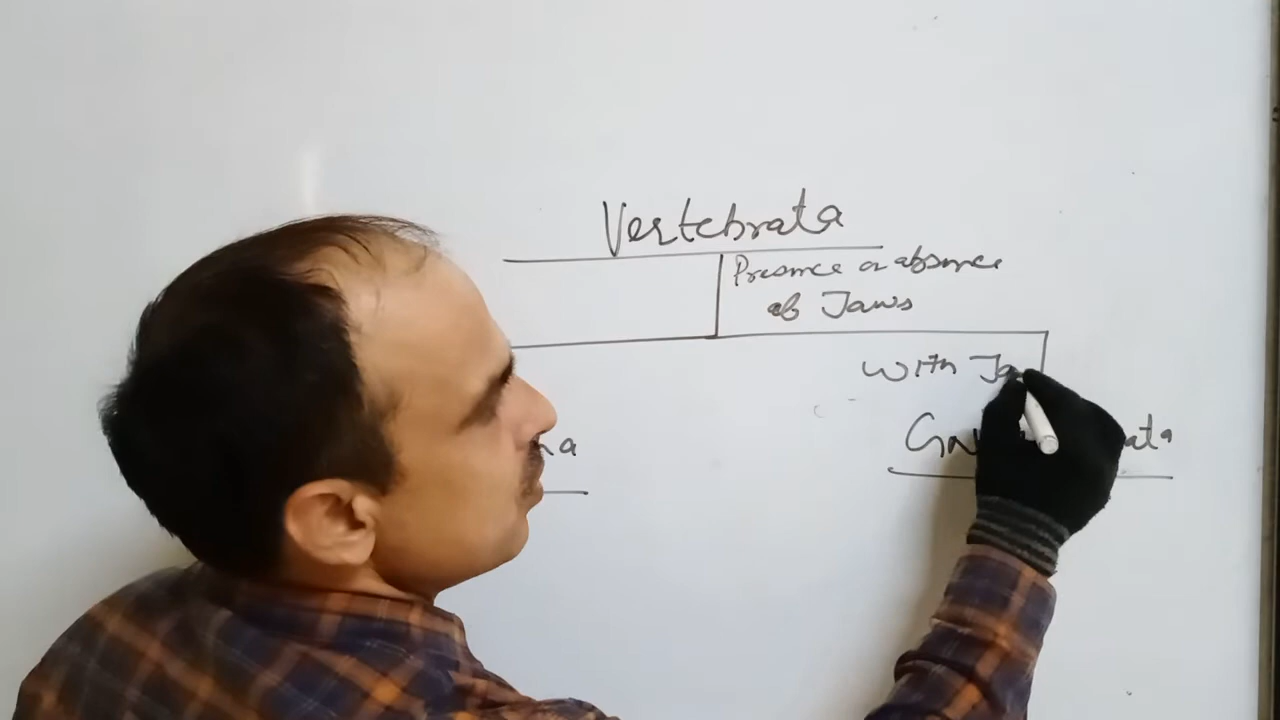 Vertebrata
Presence or absence
of Jaws
With